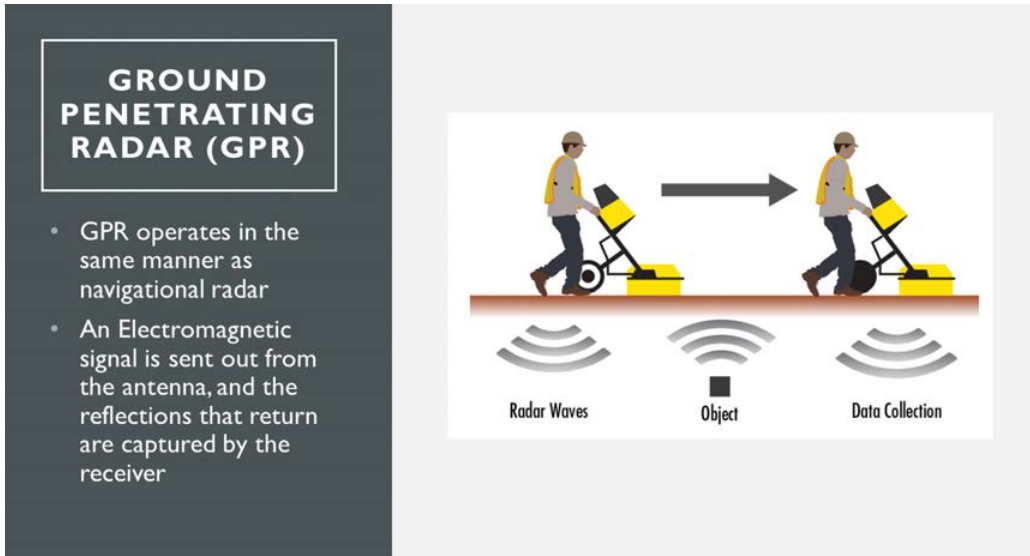 GROUND
PENETRATING
RADAR (GPR)
• GPR operates in the
same manner as
navigational radar
• An Electromagnetic
signal is sent out from
the antenna, and the
reflections that return
are captured by the
receiver
Radar Waves
Object
Data Collection